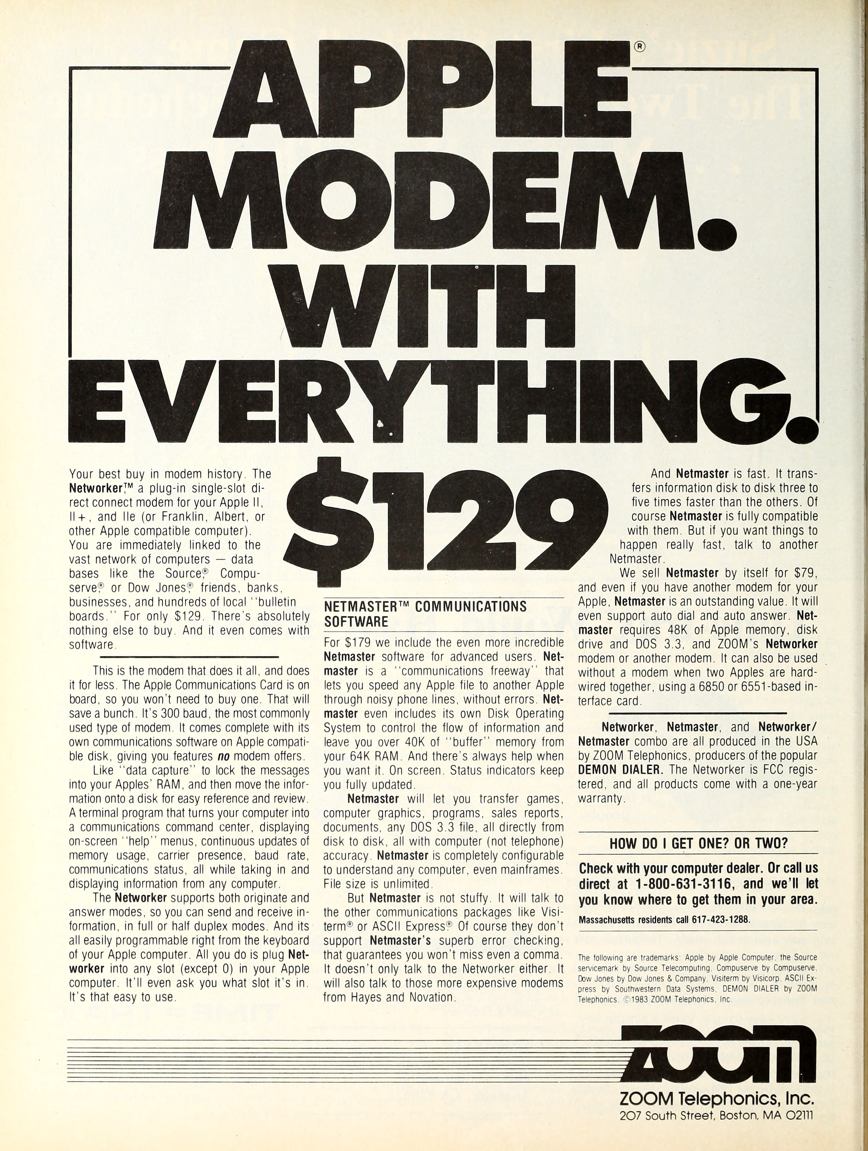 APPLE®
MODEM.
WITH
EVERYTHING.
$129
Your best buy in modem history. The
Networker,™ a plug-in single-slot di-
rect connect modem for your Apple II,
II+, and IIe (or Franklin, Albert, or
other Apple compatible computer).
You are immediately linked to the
vast network of computers — data
bases like the Source,® Compu-
serve,® or Dow Jones,® friends, banks,
businesses, and hundreds of local "bulletin
boards." For only $129. There's absolutely
nothing else to buy. And it even comes with
software.
This is the modem that does it all, and does
it for less. The Apple Communications Card is on
board, so you won't need to buy one. That will
save a bunch. It's 300 baud, the most commonly
used type of modem. It comes complete with its
own communications software on Apple compati-
ble disk, giving you features no modem offers.
Like "data capture" to lock the messages
into your Apples' RAM, and then move the infor-
mation onto a disk for easy reference and review.
A terminal program that turns your computer into
a communications command center, displaying
on-screen "help" menus, continuous updates of
memory usage, carrier presence, baud rate,
communications status, all while taking in and
displaying information from any computer.
The Networker supports both originate and
answer modes, so you can send and receive in-
formation, in full or half duplex modes. And its
all easily programmable right from the keyboard
of your Apple computer. All you do is plug Net-
worker into any slot (except 0) in your Apple
computer. It'll even ask you what slot it's in.
It's that easy to use.
NETMASTER™ COMMUNICATIONS
SOFTWARE
For $179 we include the even more incredible
Netmaster software for advanced users. Net-
master is a "communications freeway" that
lets you speed any Apple file to another Apple
through noisy phone lines, without errors. Net-
master even includes its own Disk Operating
System to control the flow of information and
leave you over 40K of "buffer" memory from
your 64K RAM. And there's always help when
you want it. On screen. Status indicators keep
you fully updated.
Netmaster will let you transfer games,
computer graphics, programs, sales reports,
documents, any DOS 3.3 file, all directly from
disk to disk, all with computer (not telephone)
accuracy. Netmaster is completely configurable
to understand any computer, even mainframes.
File size is unlimited.
But Netmaster is not stuffy. It will talk to
the other communications packages like Visi-
term® or ASCII Express® Of course they don't
support Netmaster's superb error checking,
that guarantees you won't miss even a comma.
It doesn't only talk to the Networker either. It
will also talk to those more expensive modems
from Hayes and Novation.
And Netmaster is fast. It trans-
fers information disk to disk three to
five times faster than the others. Of
course Netmaster is fully compatible
with them. But if you want things to
happen really fast, talk to another
Netmaster.
We sell Netmaster by itself for $79,
and even if you have another modem for your
Apple, Netmaster is an outstanding value. It will
even support auto dial and auto answer. Net-
master requires 48K of Apple memory, disk
drive and DOS 3.3, and ZOOM's Networker
modem or another modem. It can also be used
without a modem when two Apples are hard-
wired together, using a 6850 or 6551-based in-
terface card.
Networker, Netmaster, and Networker/
Netmaster combo are all produced in the USA
by ZOOM Telephonics, producers of the popular
DEMON DIALER. The Networker is FCC regis-
tered, and all products come with a one-year
warranty.
HOW DO I GET ONE? OR TWO?
Check with your computer dealer. Or call us
direct at 1-800-631-3116, and we'll let
you know where to get them in your area.
Massachusetts residents call 617-423-1288.
The following are trademarks: Apple by Apple Computer, the Source
servicemark by Source Telecomputing. Compuserve by Compuserve,
Dow Jones by Dow Jones & Company. Visiterm by Visicorp. ASCII Ex-
press by Southwestern Data Systems, DEMON DIALER by ZOOM
Telephonics. ©1983 ZOOM Telephonics, Inc.
ZOOM
ZOOM Telephonics, Inc.
207 South Street, Boston, MA 02111